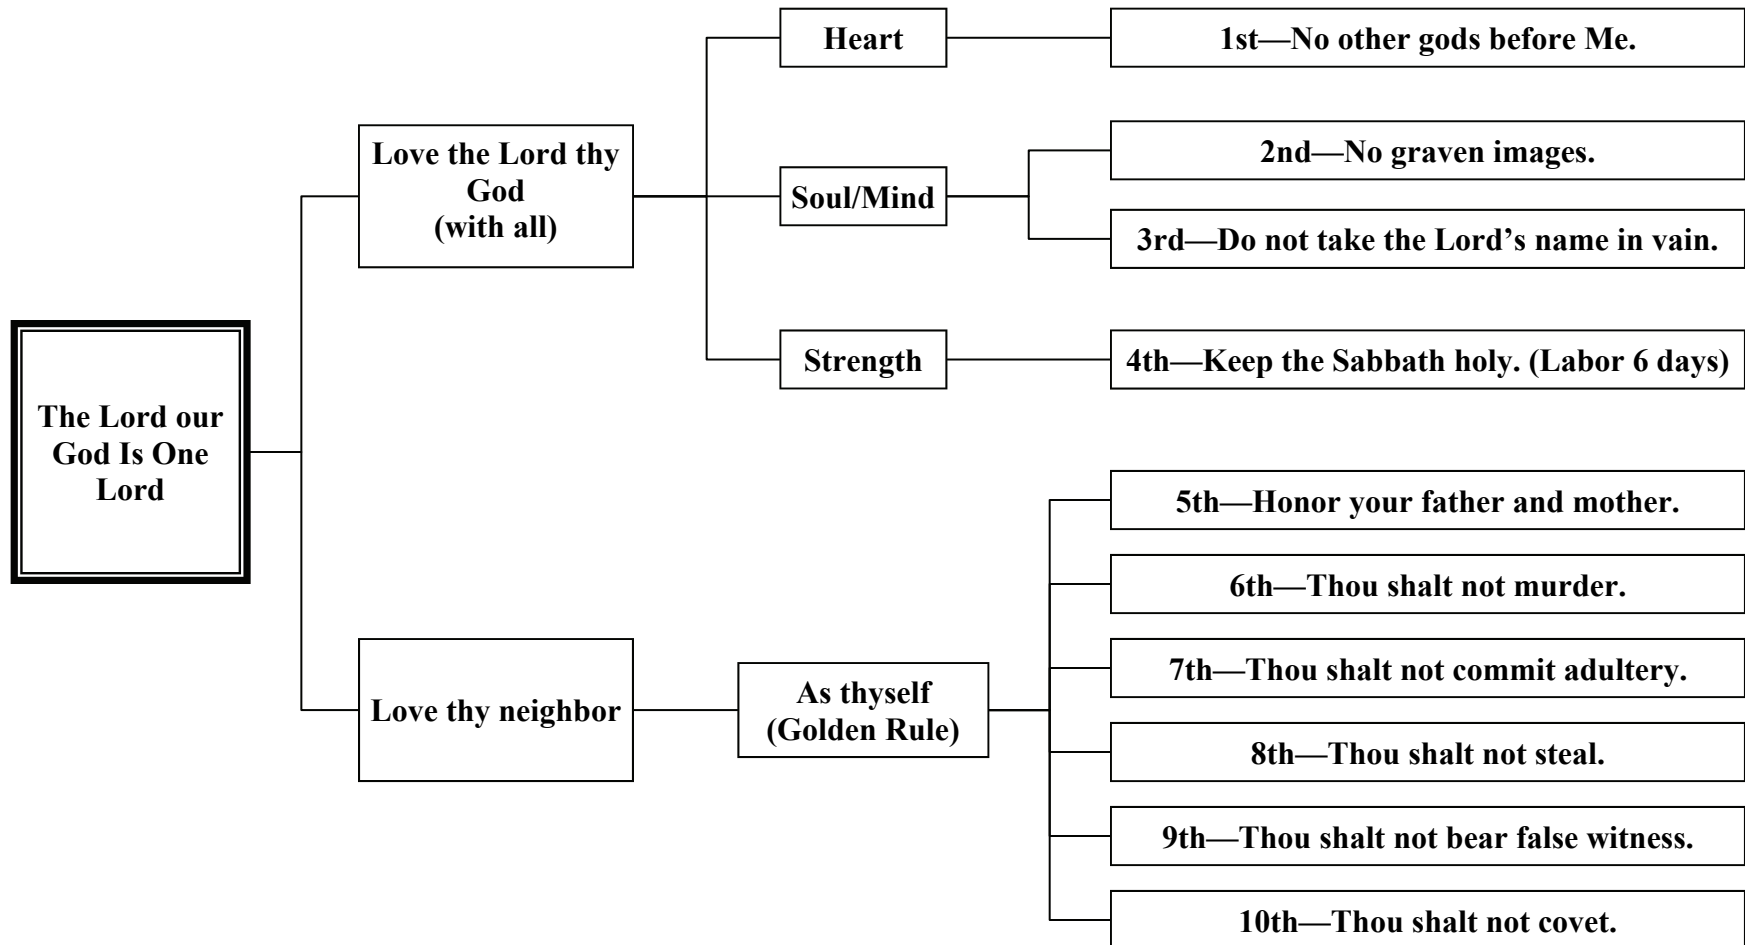 The Lord our
God Is One
Lord
Love the Lord thy
God
(with all)
Heart
1st—No other gods before Me.
Soul/Mind
2nd—No graven images.
3rd—Do not take the Lord’s name in vain.
Strength
4th—Keep the Sabbath holy. (Labor 6 days)
Love thy neighbor
As thyself
(Golden Rule)
5th—Honor your father and mother.
6th—Thou shalt not murder.
7th—Thou shalt not commit adultery.
8th—Thou shalt not steal.
9th—Thou shalt not bear false witness.
10th—Thou shalt not covet.